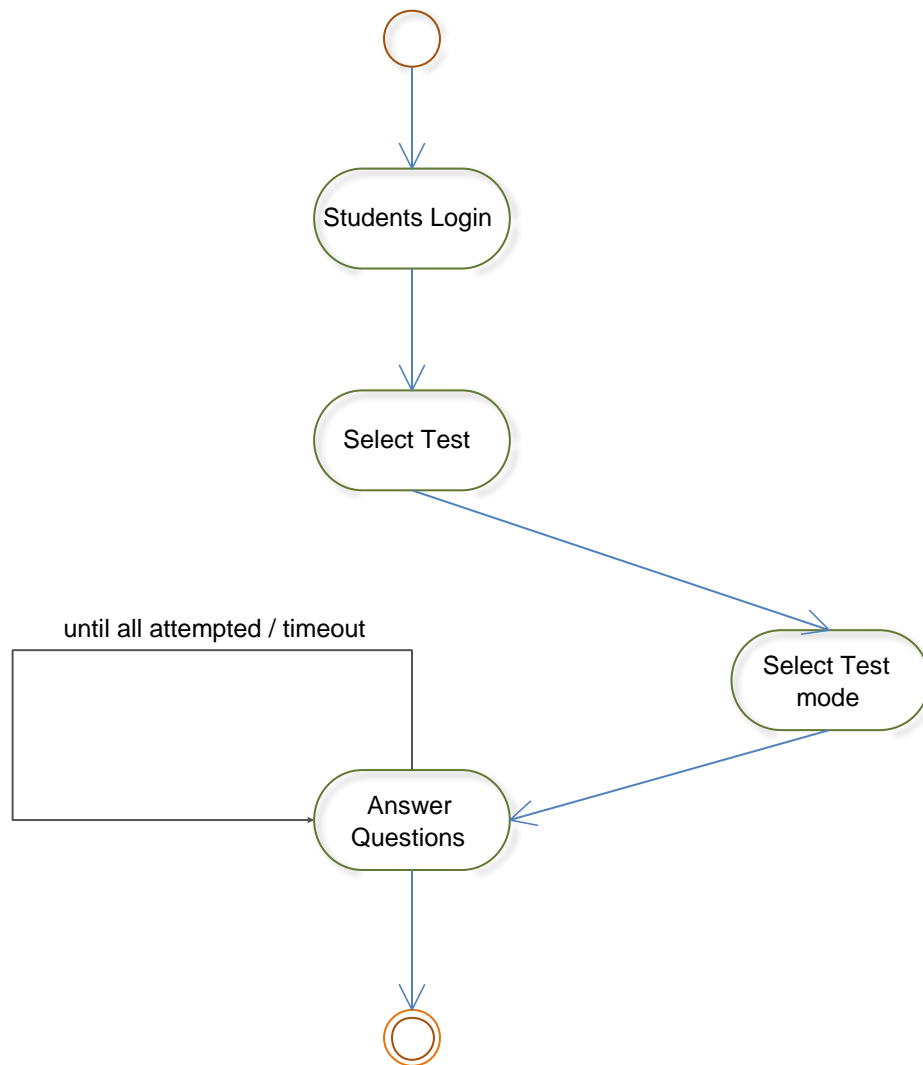 Students Login
Select Test
until all attempted / timeout
Select Test
mode
Answer
Questions